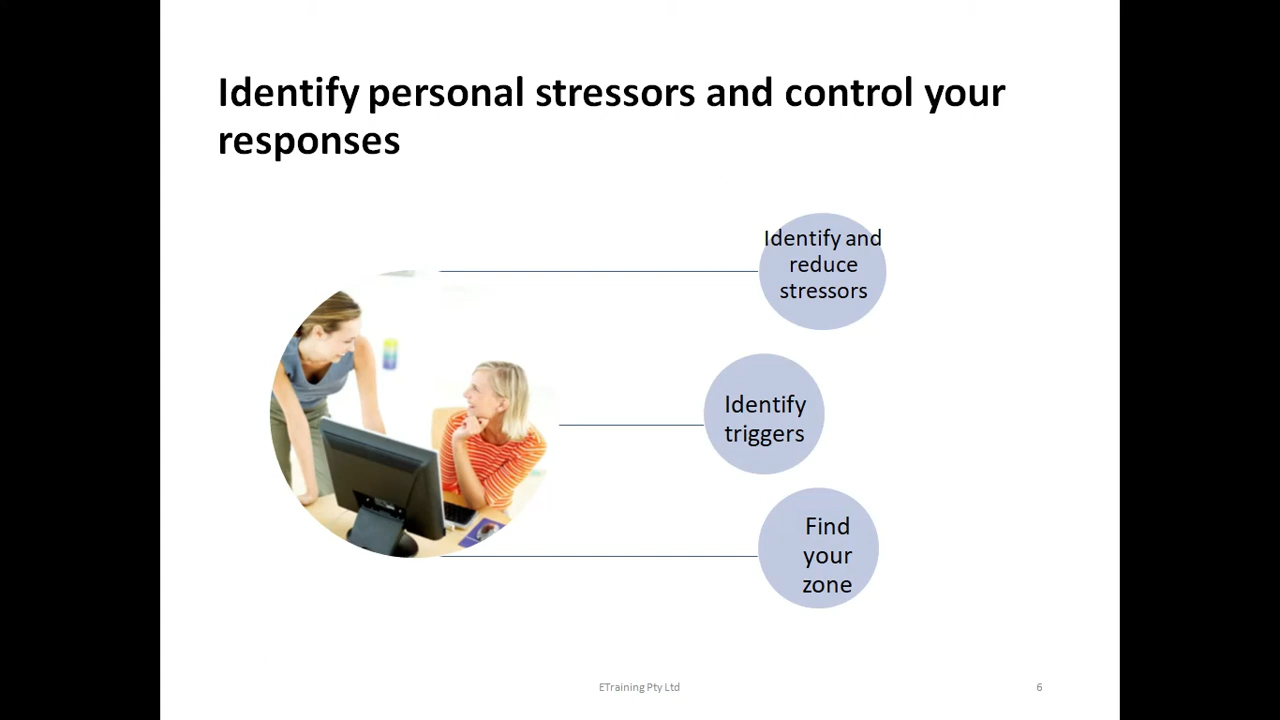 Identify personal stressors and control your
responses
Identify and
reduce
stressors
Identify
triggers
Find
your
zone
ETraining Pty Ltd
6